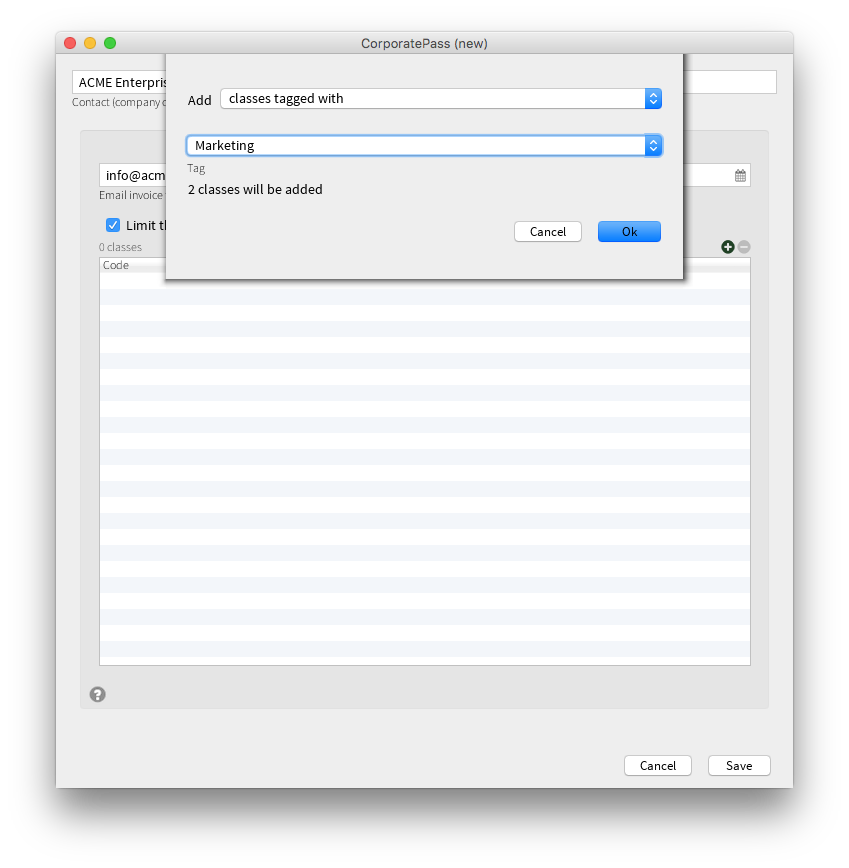 CorporatePass (new)
ACME Enterpris
Contact (company o
Add classes tagged with
Marketing
Tag
2 classes will be added
Cancel Ok
info@acm
Email invoice
Limit th
0 classes
Code
Cancel Save